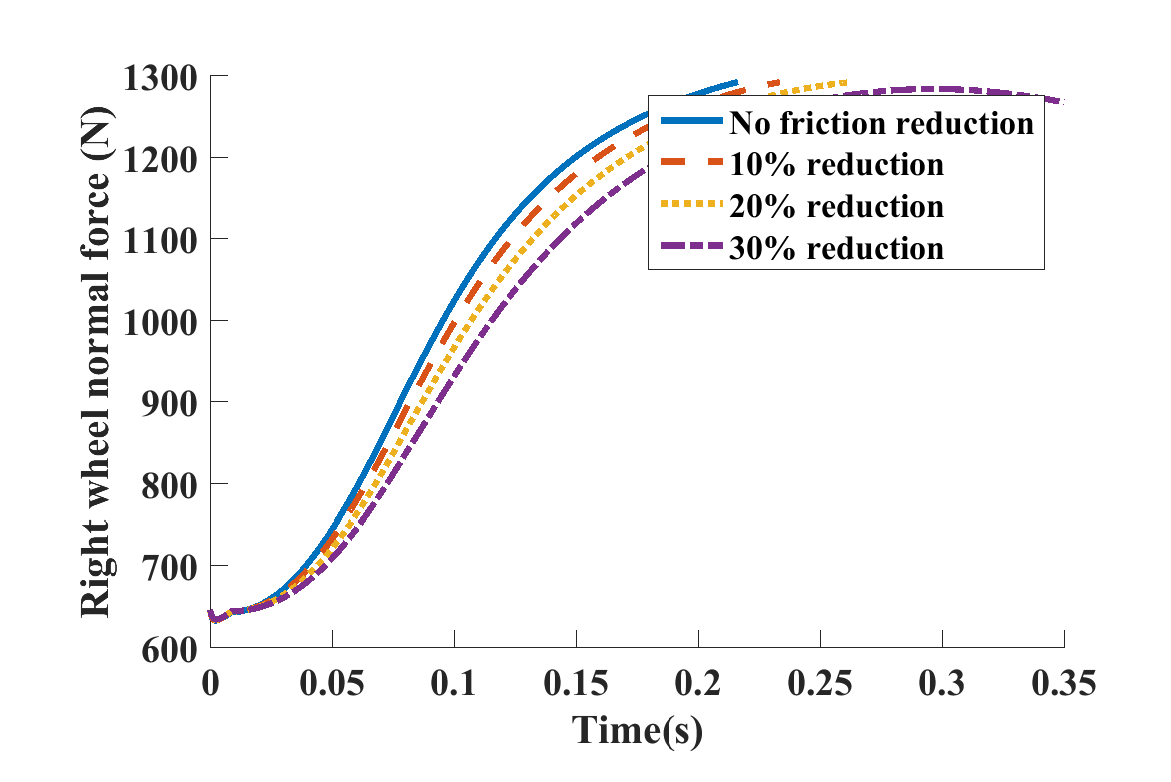 Right wheel normal force (N)
1300
1200
1100
1000
900
800
700
600
No friction reduction
10% reduction
20% reduction
30% reduction
0 0.05 0.1 0.15 0.2 0.25 0.3 0.35
Time(s)